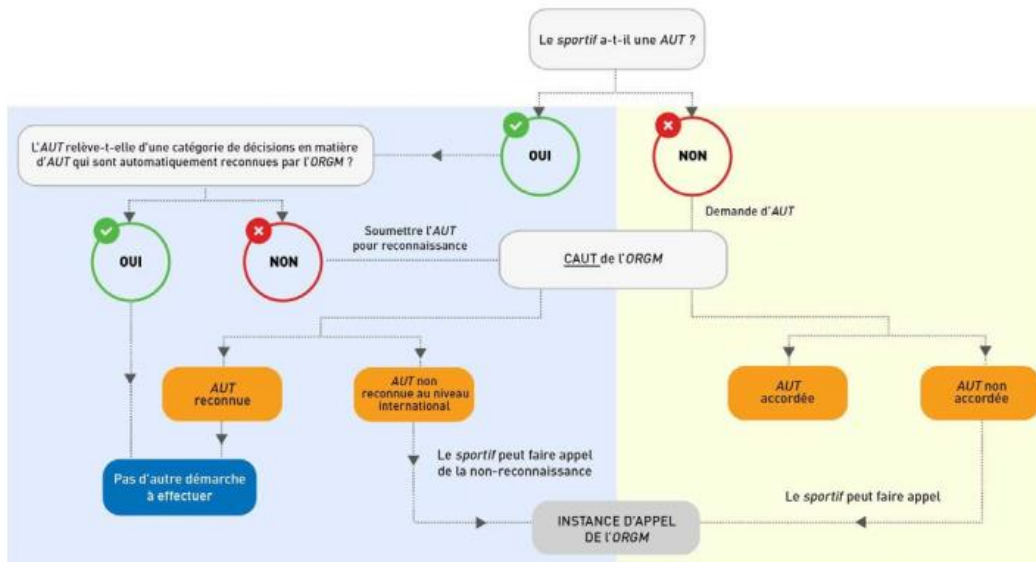 Le sportif a-t-il une AUT ?
L'AUT relève-t-elle d'une catégorie de décisions en matière
d'AUT qui sont automatiquement reconnues par l'ORGM ?
OUI
NON
Demande d'AUT
OUI
NON
Soumettre l'AUT
pour reconnaissance
CAUT de l'ORGM
AUT
reconnue
AUT non
reconnue au niveau
international
AUT
accordée
AUT non
accordée
Pas d'autre démarche
à effectuer
Le sportif peut faire appel
de la non-reconnaissance
Le sportif peut faire appel
INSTANCE D'APPEL
DE L'ORGM